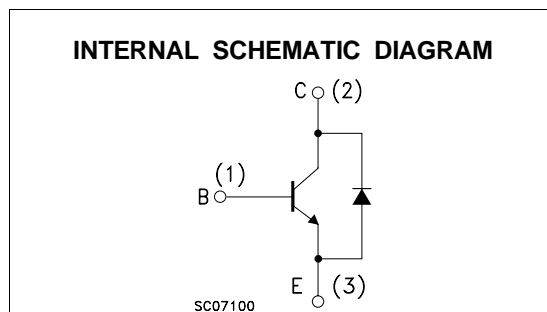 INTERNAL SCHEMATIC DIAGRAM
C (2)
(1)
B
E (3)
SC07100